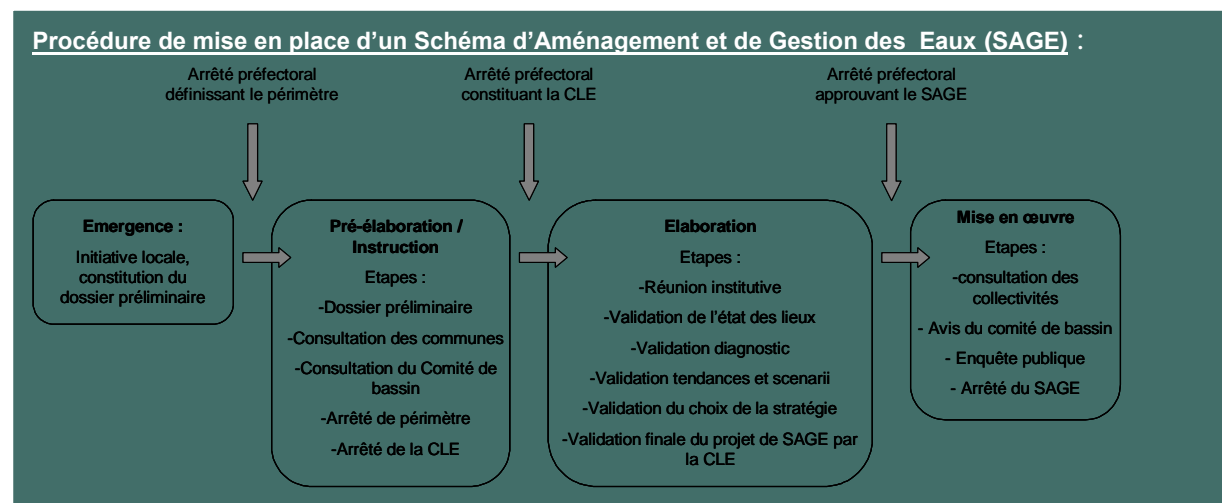 Procédure de mise en place d'un Schéma d'Aménagement et de Gestion des Eaux (SAGE) :
Arrêté préfectoral
définissant le périmètre
Arrêté préfectoral
constituant la CLE
Arrêté préfectoral
approuvant le SAGE
Emergence :
Initiative locale,
constitution du
dossier préliminaire
Pré-élaboration /
Instruction
Etapes :
-Dossier préliminaire
-Consultation des communes
-Consultation du Comité de
bassin
-Arrêté de périmètre
-Arrêté de la CLE
Elaboration
Etapes :
-Réunion institutive
-Validation de l'état des lieux
-Validation diagnostic
-Validation tendances et scenarii
-Validation du choix de la stratégie
-Validation finale du projet de SAGE par
la CLE
Mise en œuvre
Etapes :
-consultation des
collectivités
- Avis du comité de bassin
- Enquête publique
- Arrêté du SAGE